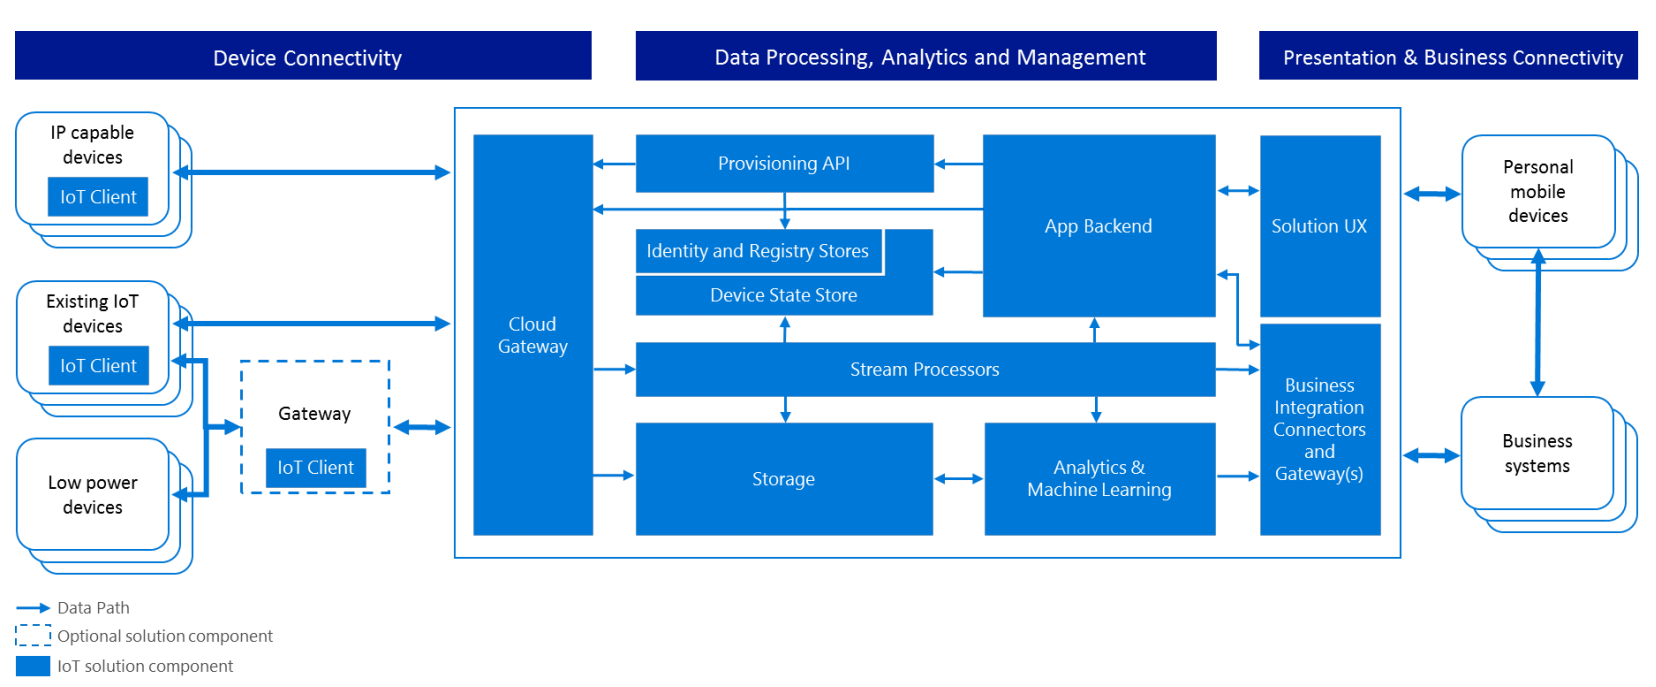 Device Connectivity
Data Processing, Analytics and Management
Presentation & Business Connectivity
IP capable
devices
IoT Client
Existing IoT
devices
IoT Client
Low power
devices
Gateway
IoT Client
Cloud
Gateway
Provisioning API
Identity and Registry Stores
Device State Store
Stream Processors
Storage
App Backend
Analytics &
Machine Learning
Solution UX
Business
Integration
Connectors
and
Gateway(s)
Personal
mobile
devices
Business
systems
Data Path
Optional solution component
IoT solution component